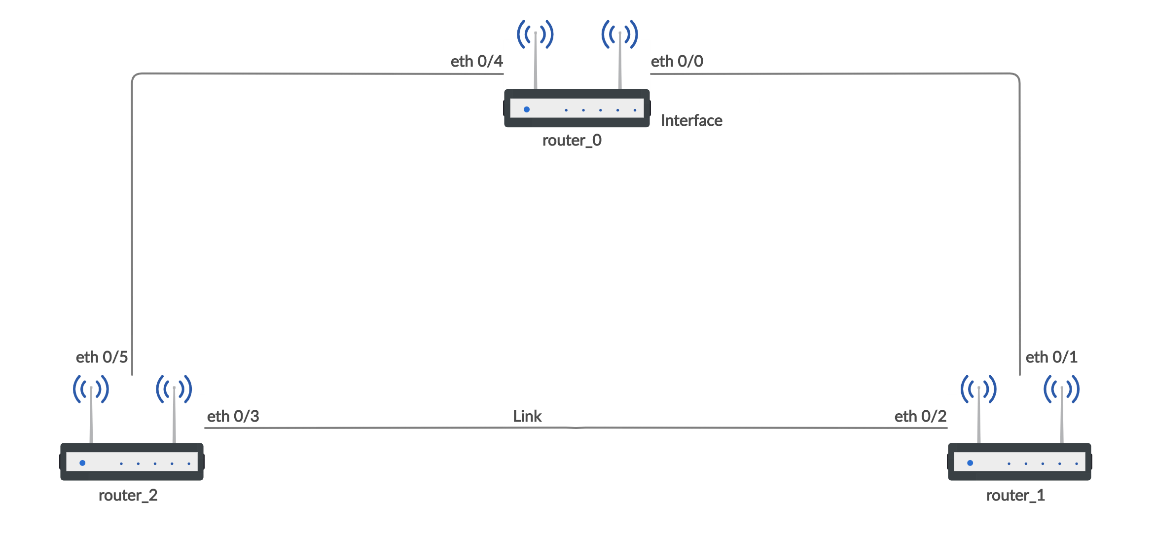 eth 0/4
eth 0/0
Interface
router_0
eth 0/5
eth 0/1
eth 0/3
Link
eth 0/2
router_2
router_1